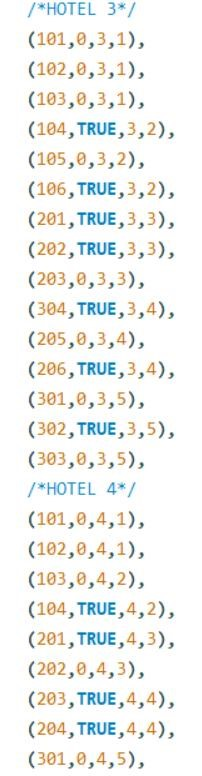 /*HOTEL 3*/
(101,0,3,1),
(102,0,3,1),
(103,0,3,1),
(104,TRUE,3,2),
(105,0,3,2),
(106,TRUE,3,2),
(201,TRUE,3,3),
(202,TRUE,3,3),
(203,0,3,3),
(304,TRUE,3,4),
(205,0,3,4),
(206,TRUE,3,4),
(301,0,3,5),
(302,TRUE,3,5),
(303,0,3,5),
/*HOTEL 4*/
(101,0,4,1),
(102,0,4,1),
(103,0,4,2),
(104,TRUE,4,2),
(201,TRUE,4,3),
(202,0,4,3),
(203,TRUE,4,4),
(204,TRUE,4,4),
(301,0,4,5),